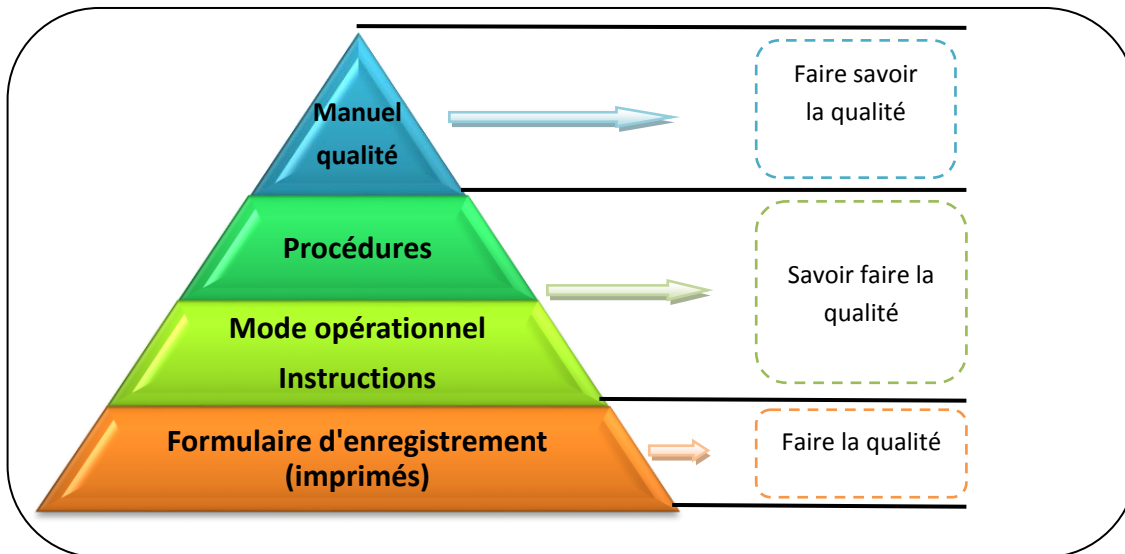 Manuel
qualité
Faire savoir
la qualité
Procédures
Savoir faire la
qualité
Mode opérationnel
Instructions
Formulaire d'enregistrement
(imprimés)
Faire la qualité